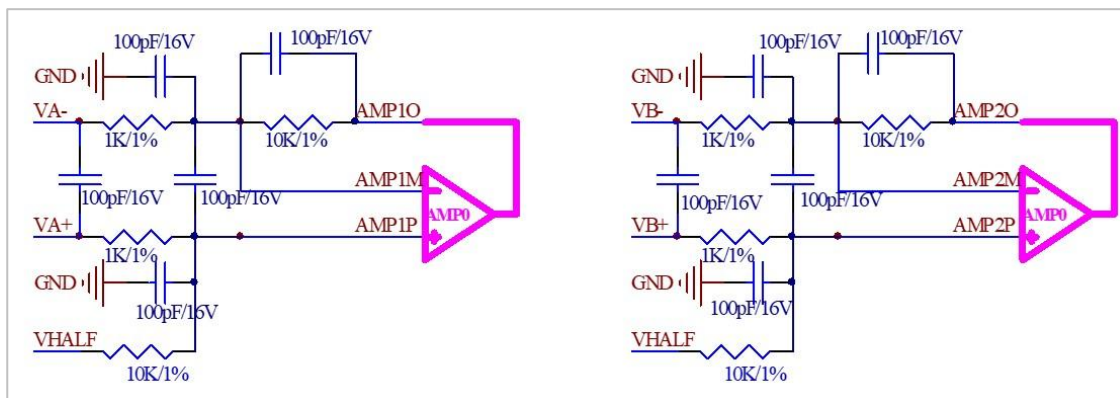 100pF/16V
100pF/16V
GND
VA-
1K/1%
10K/1%
AMP1O
100pF/16V
100pF/16V
AMP1M
AMP0
VA+
1K/1%
AMP1P
GND
100pF/16V
VHALF
10K/1%
100pF/16V
100pF/16V
GND
VB-
1K/1%
10K/1%
AMP2O
100pF/16V
100pF/16V
AMP2M
AMP0
VB+
1K/1%
AMP2P
GND
100pF/16V
VHALF
10K/1%